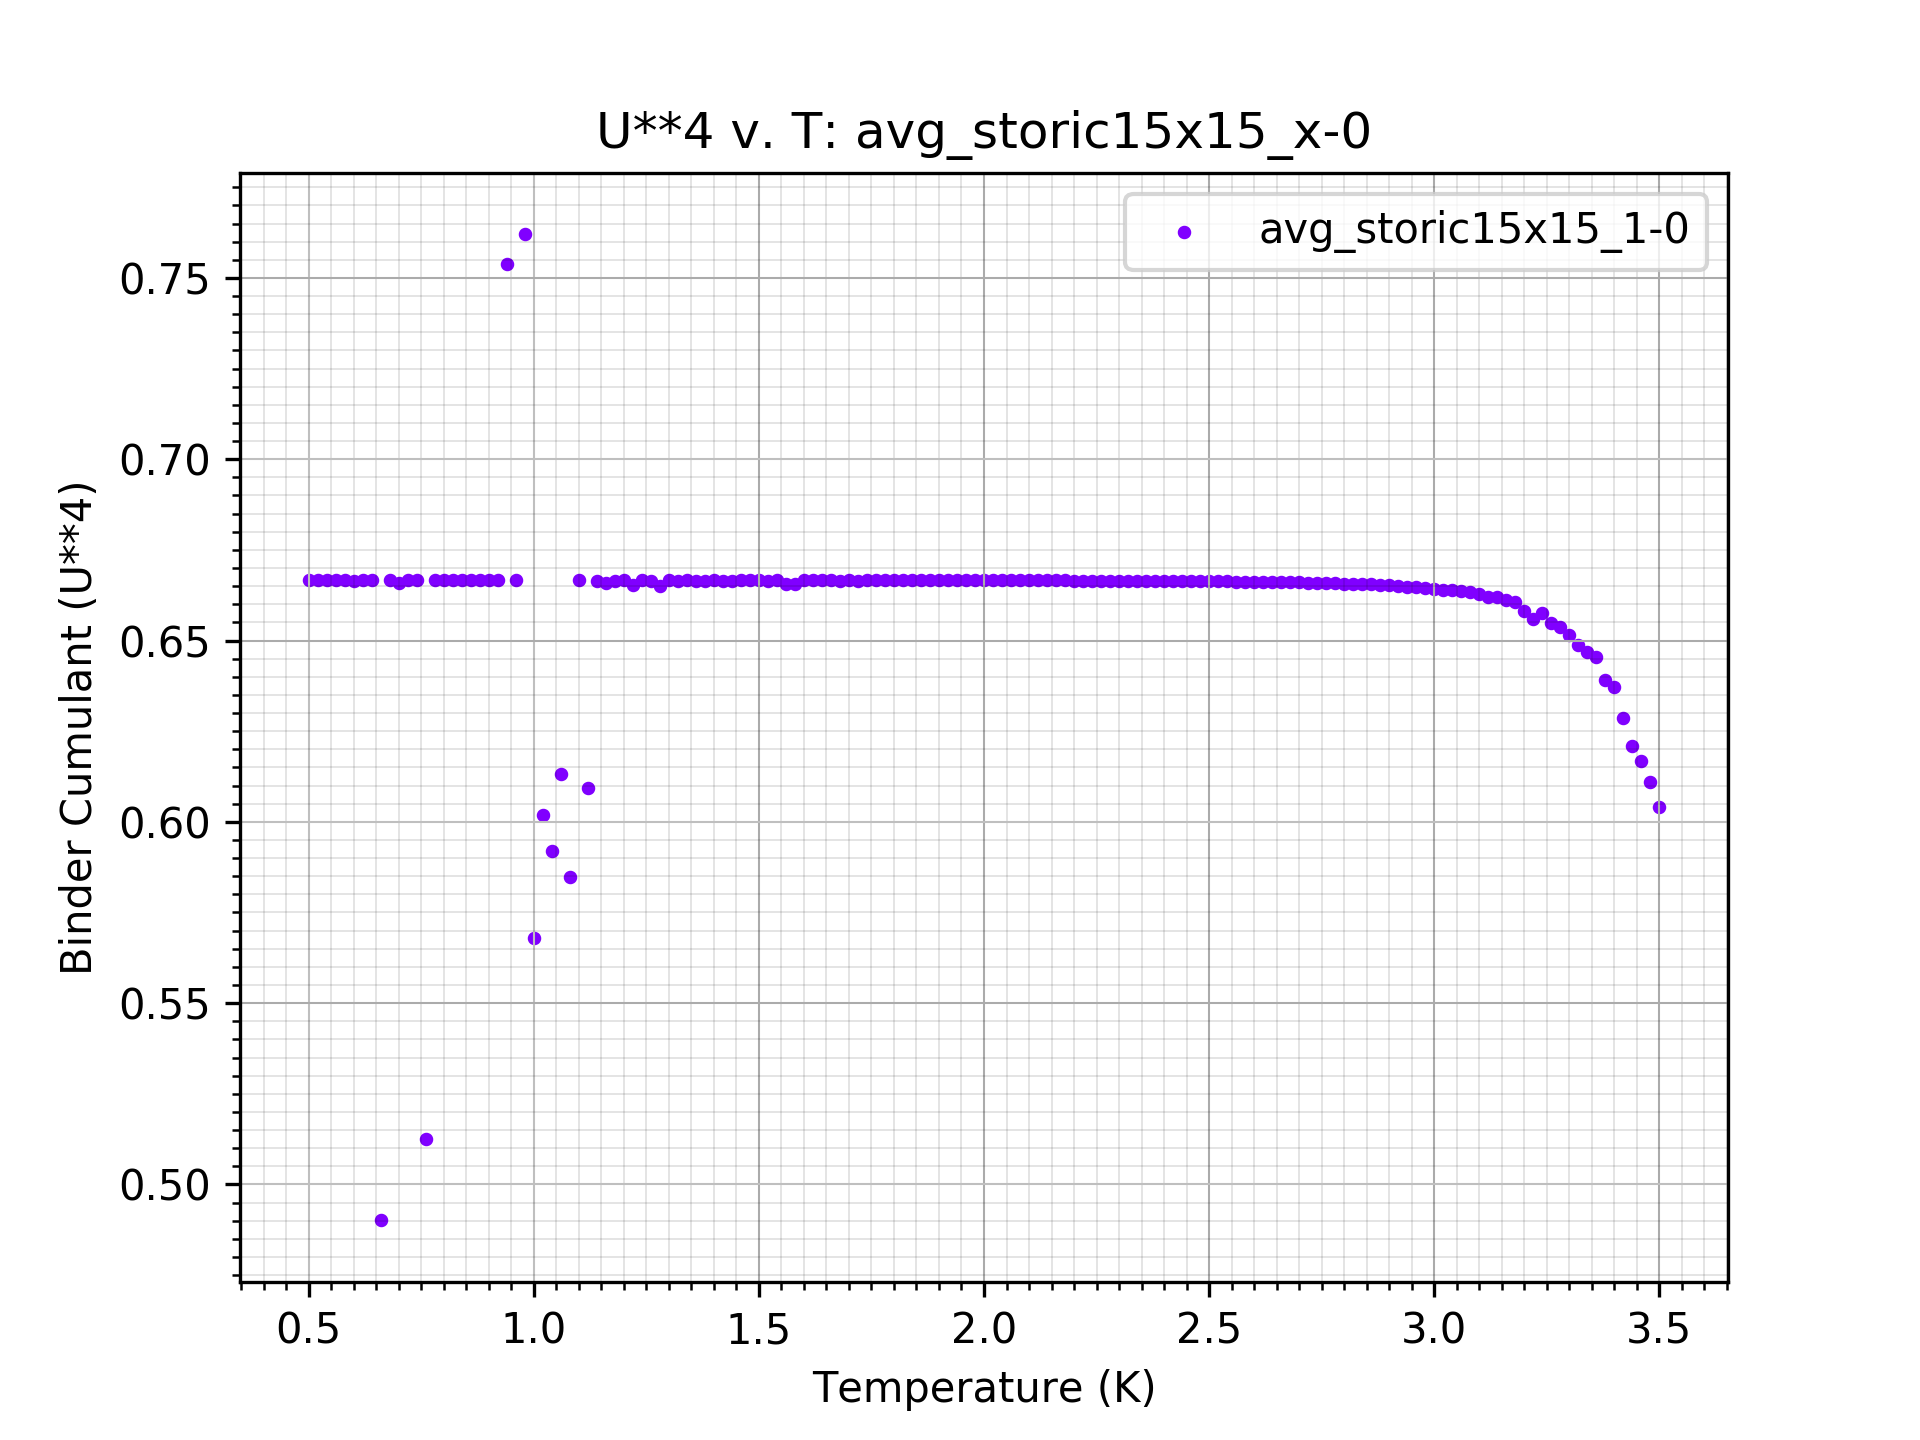 U**4 v. T: avg_storic15x15_x-0
avg_storic15x15_1-0
0.75
0.70
0.65
0.60
0.55
0.50
Binder Cumulant (U**4)
0.5 1.0 1.5 2.0 2.5 3.0 3.5
Temperature (K)